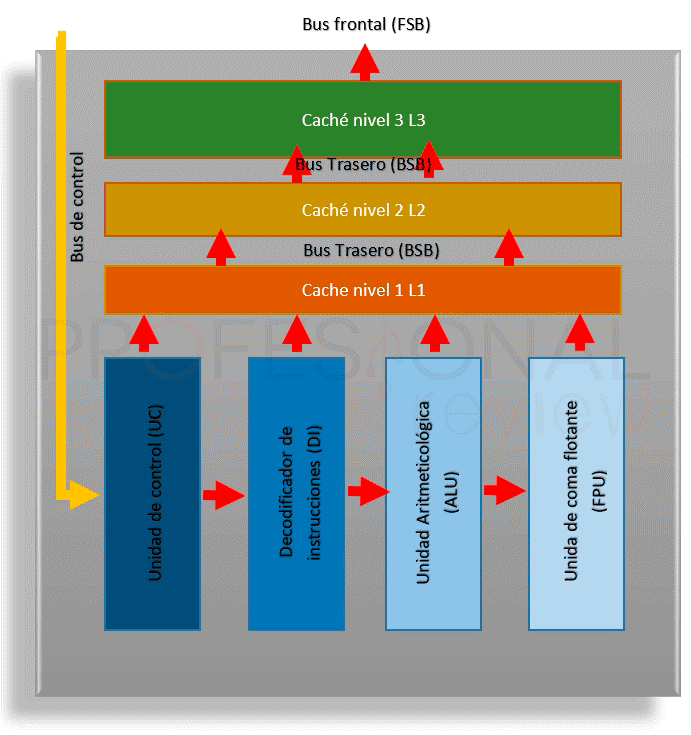 Bus frontal (FSB)
Caché nivel 3 L3
Bus Trasero (BSB)
Caché nivel 2 L2
Bus Trasero (BSB)
Cache nivel 1 L1
Bus de control
PROFESIONAL
review
Unidad de control (UC)
Decodificador de
instrucciones (DI)
Unidad Aritmeticológica
(ALU)
Unida de coma flotante
(FPU)